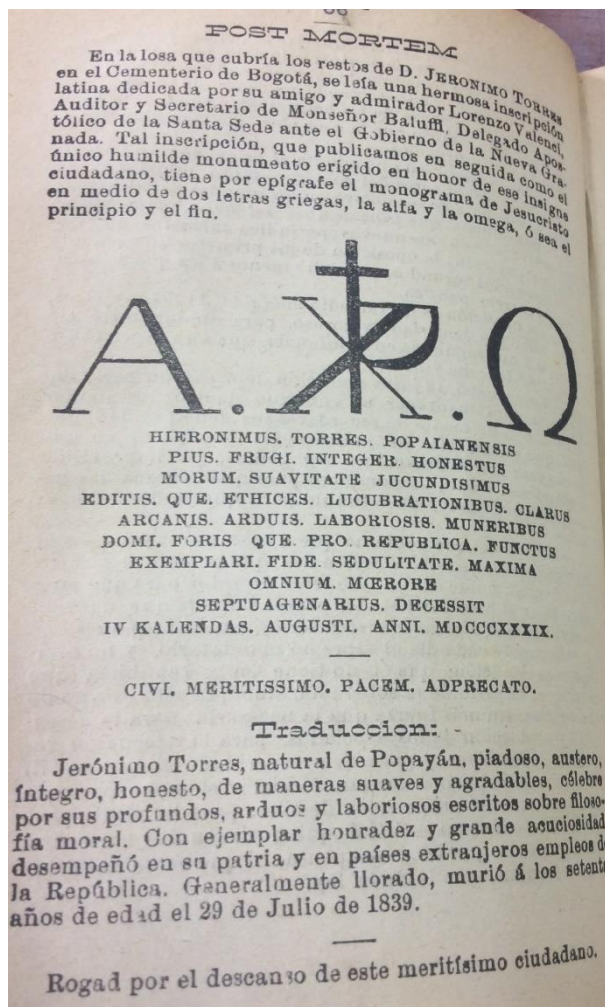 POST MORTEM
En la losa que cubría los restos de D. JERONIMO TORRES
en el Cementerio de Bogotá, se leía una hermosa inscripción
latina dedicada por su amigo y admirador Lorenzo Valenci,
Auditor y Secretario de Monseñor Baluffi, Delegado Apos-
tólico de la Santa Sede ante el Gobierno de la Nueva Gra-
nada. Tal inscripción, que publicamos en seguida como el
único humilde monumento erigido en honor de ese insigne
ciudadano, tiene por epígrafe el monograma de Jesucristo
en medio de dos letras griegas, la alfa y la omega, ó sea el
principio y el fin.
A. ☧. Ω
HIERONIMUS. TORRES. POPAIANENSIS
PIUS. FRUGI. INTEGER. HONESTUS
MORUM. SUAVITATE JUCUNDISIMUS
EDITIS. QUE. ETHICES. LUCUBRATIONIBUS. CLARUS
ARCANIS. ARDUIS. LABORIOSIS. MUNERIBUS
DOMI. FORIS QUE. PRO. REPUBLICA. FUNCTUS
EXEMPLARI. FIDE. SEDULITATE. MAXIMA
OMNIUM. MŒRORE
SEPTUAGENARIUS. DECESSIT
IV KALENDAS. AUGUSTI. ANNI. MDCCCXXXIX.
CIVI. MERITISSIMO. PACEM. ADPRECATO.
Traduccion:
Jerónimo Torres, natural de Popayán, piadoso, austero,
íntegro, honesto, de maneras suaves y agradables, célebre
por sus profundos, arduos y laboriosos escritos sobre filoso-
fía moral. Con ejemplar honradez y grande acuciosidad
desempeñó en su patria y en países extranjeros empleos de
la República. Generalmente llorado, murió á los setenta
años de edad el 29 de Julio de 1839.
Rogad por el descanso de este meritísimo ciudadano.